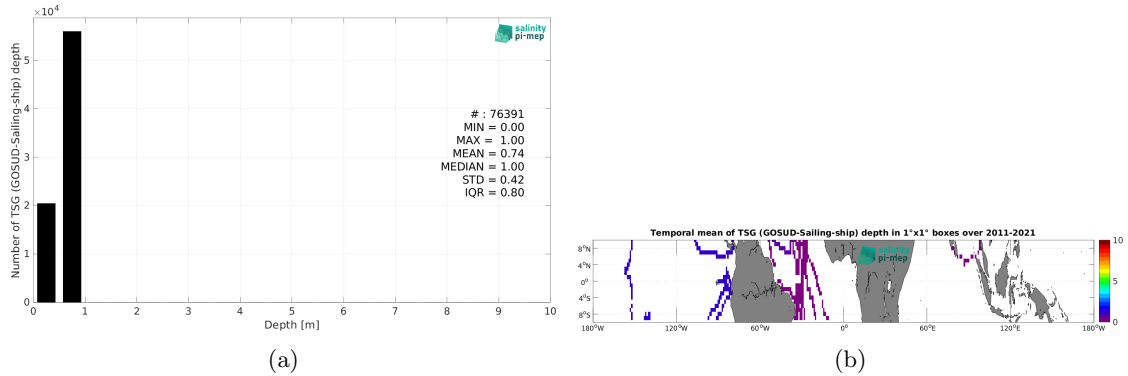 ×10⁴
salinity
pi-mep
Number of TSG (GOSUD-Sailing-ship) depth
5
4
3
2
1
0
# : 76391
MIN = 0.00
MAX = 1.00
MEAN = 0.74
MEDIAN = 1.00
STD = 0.42
IQR = 0.80
0 1 2 3 4 5 6 7 8 9 10
Depth [m]
(a)
Temporal mean of TSG (GOSUD-Sailing-ship) depth in 1°x1° boxes over 2011-2021
salinity
pi-mep
8°N
4°N
0°
4°S
8°S
180°W 120°W 60°W 0° 60°E 120°E 180°W
10
5
0
(b)